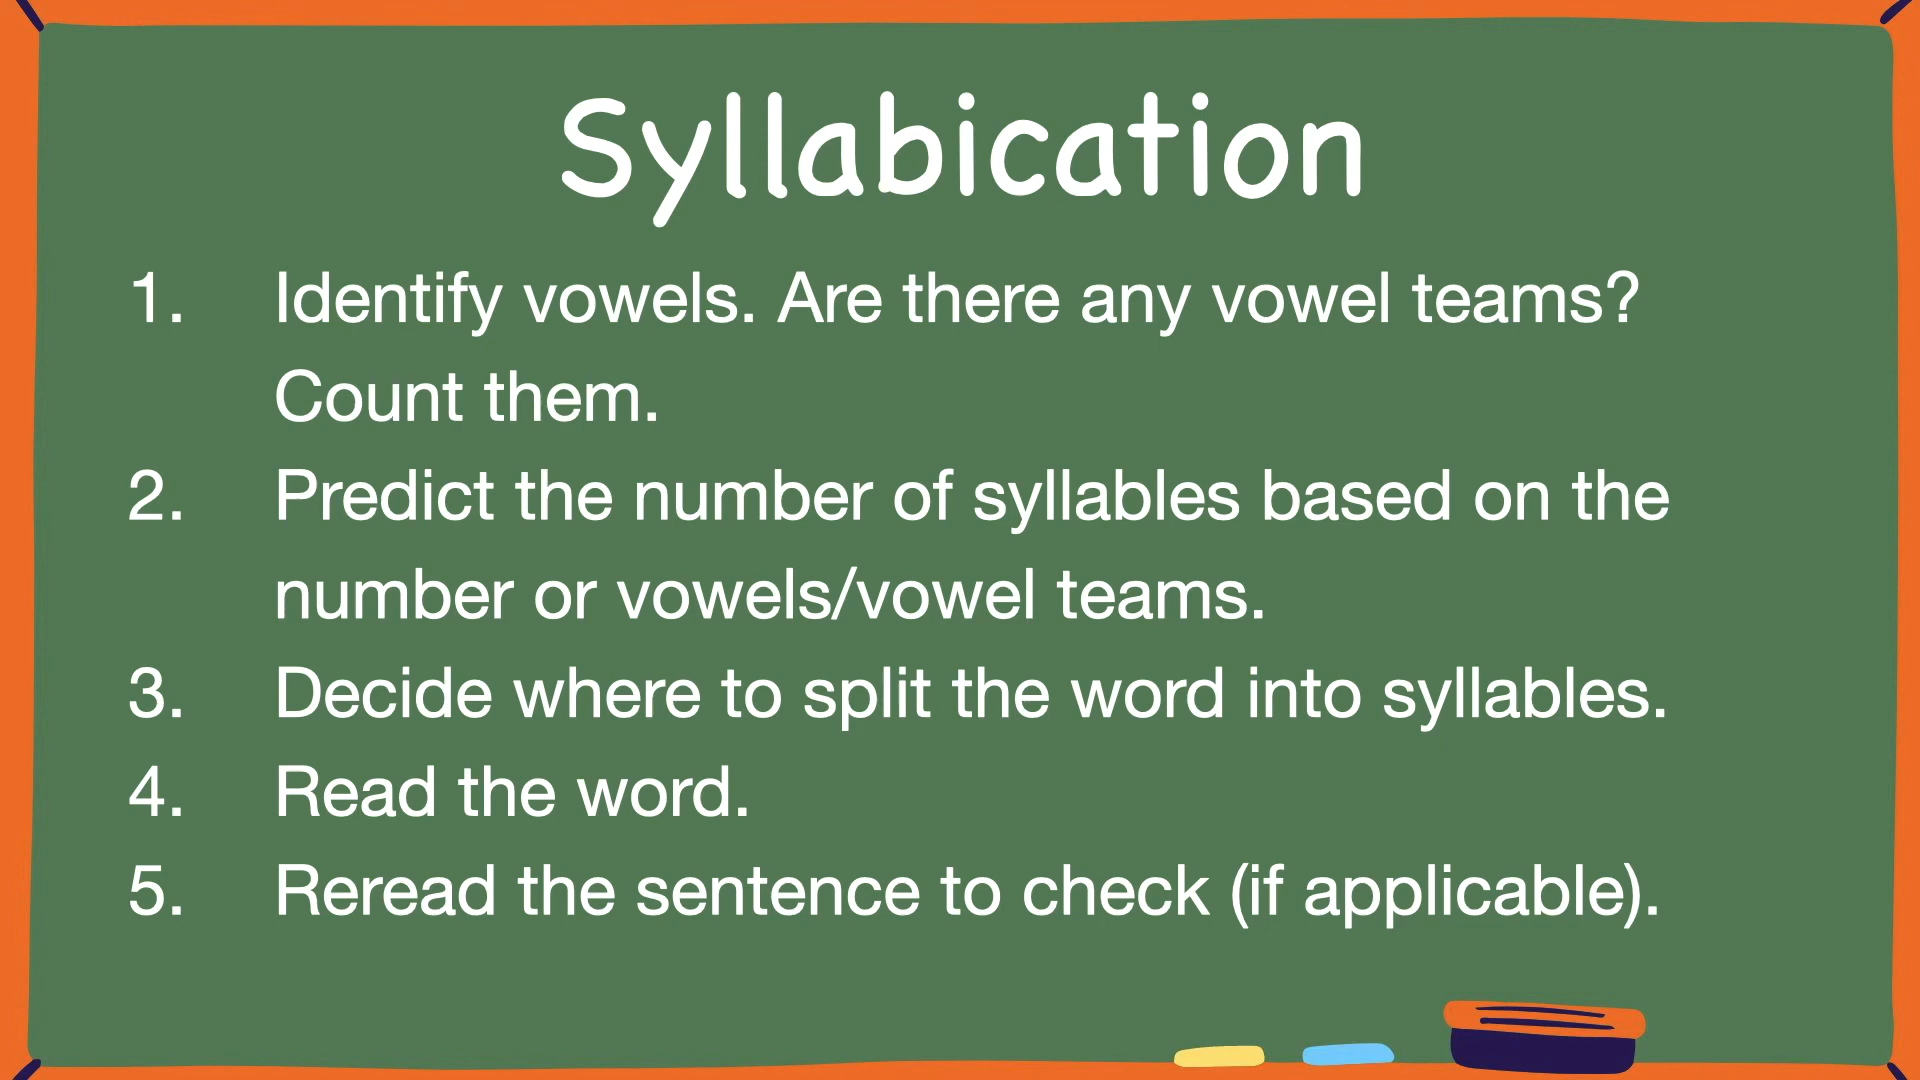 Syllabication
1. Identify vowels. Are there any vowel teams?
Count them.
2. Predict the number of syllables based on the
number or vowels/vowel teams.
3. Decide where to split the word into syllables.
4. Read the word.
5. Reread the sentence to check (if applicable).